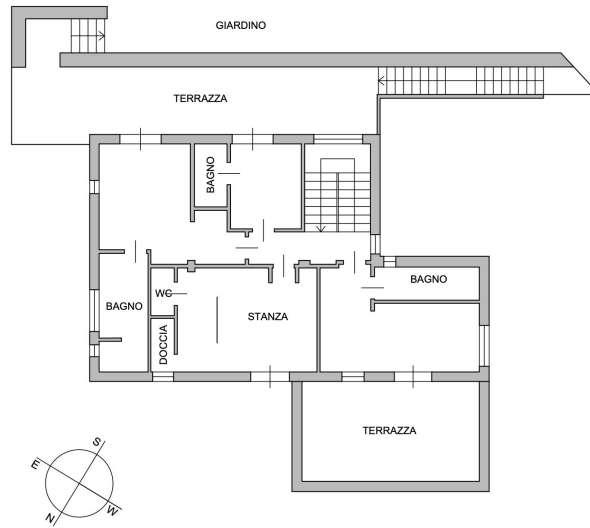 GIARDINO
TERRAZZA
BAGNO
BAGNO
WC
BAGNO
STANZA
DOCCIA
TERRAZZA
S
E
W
N